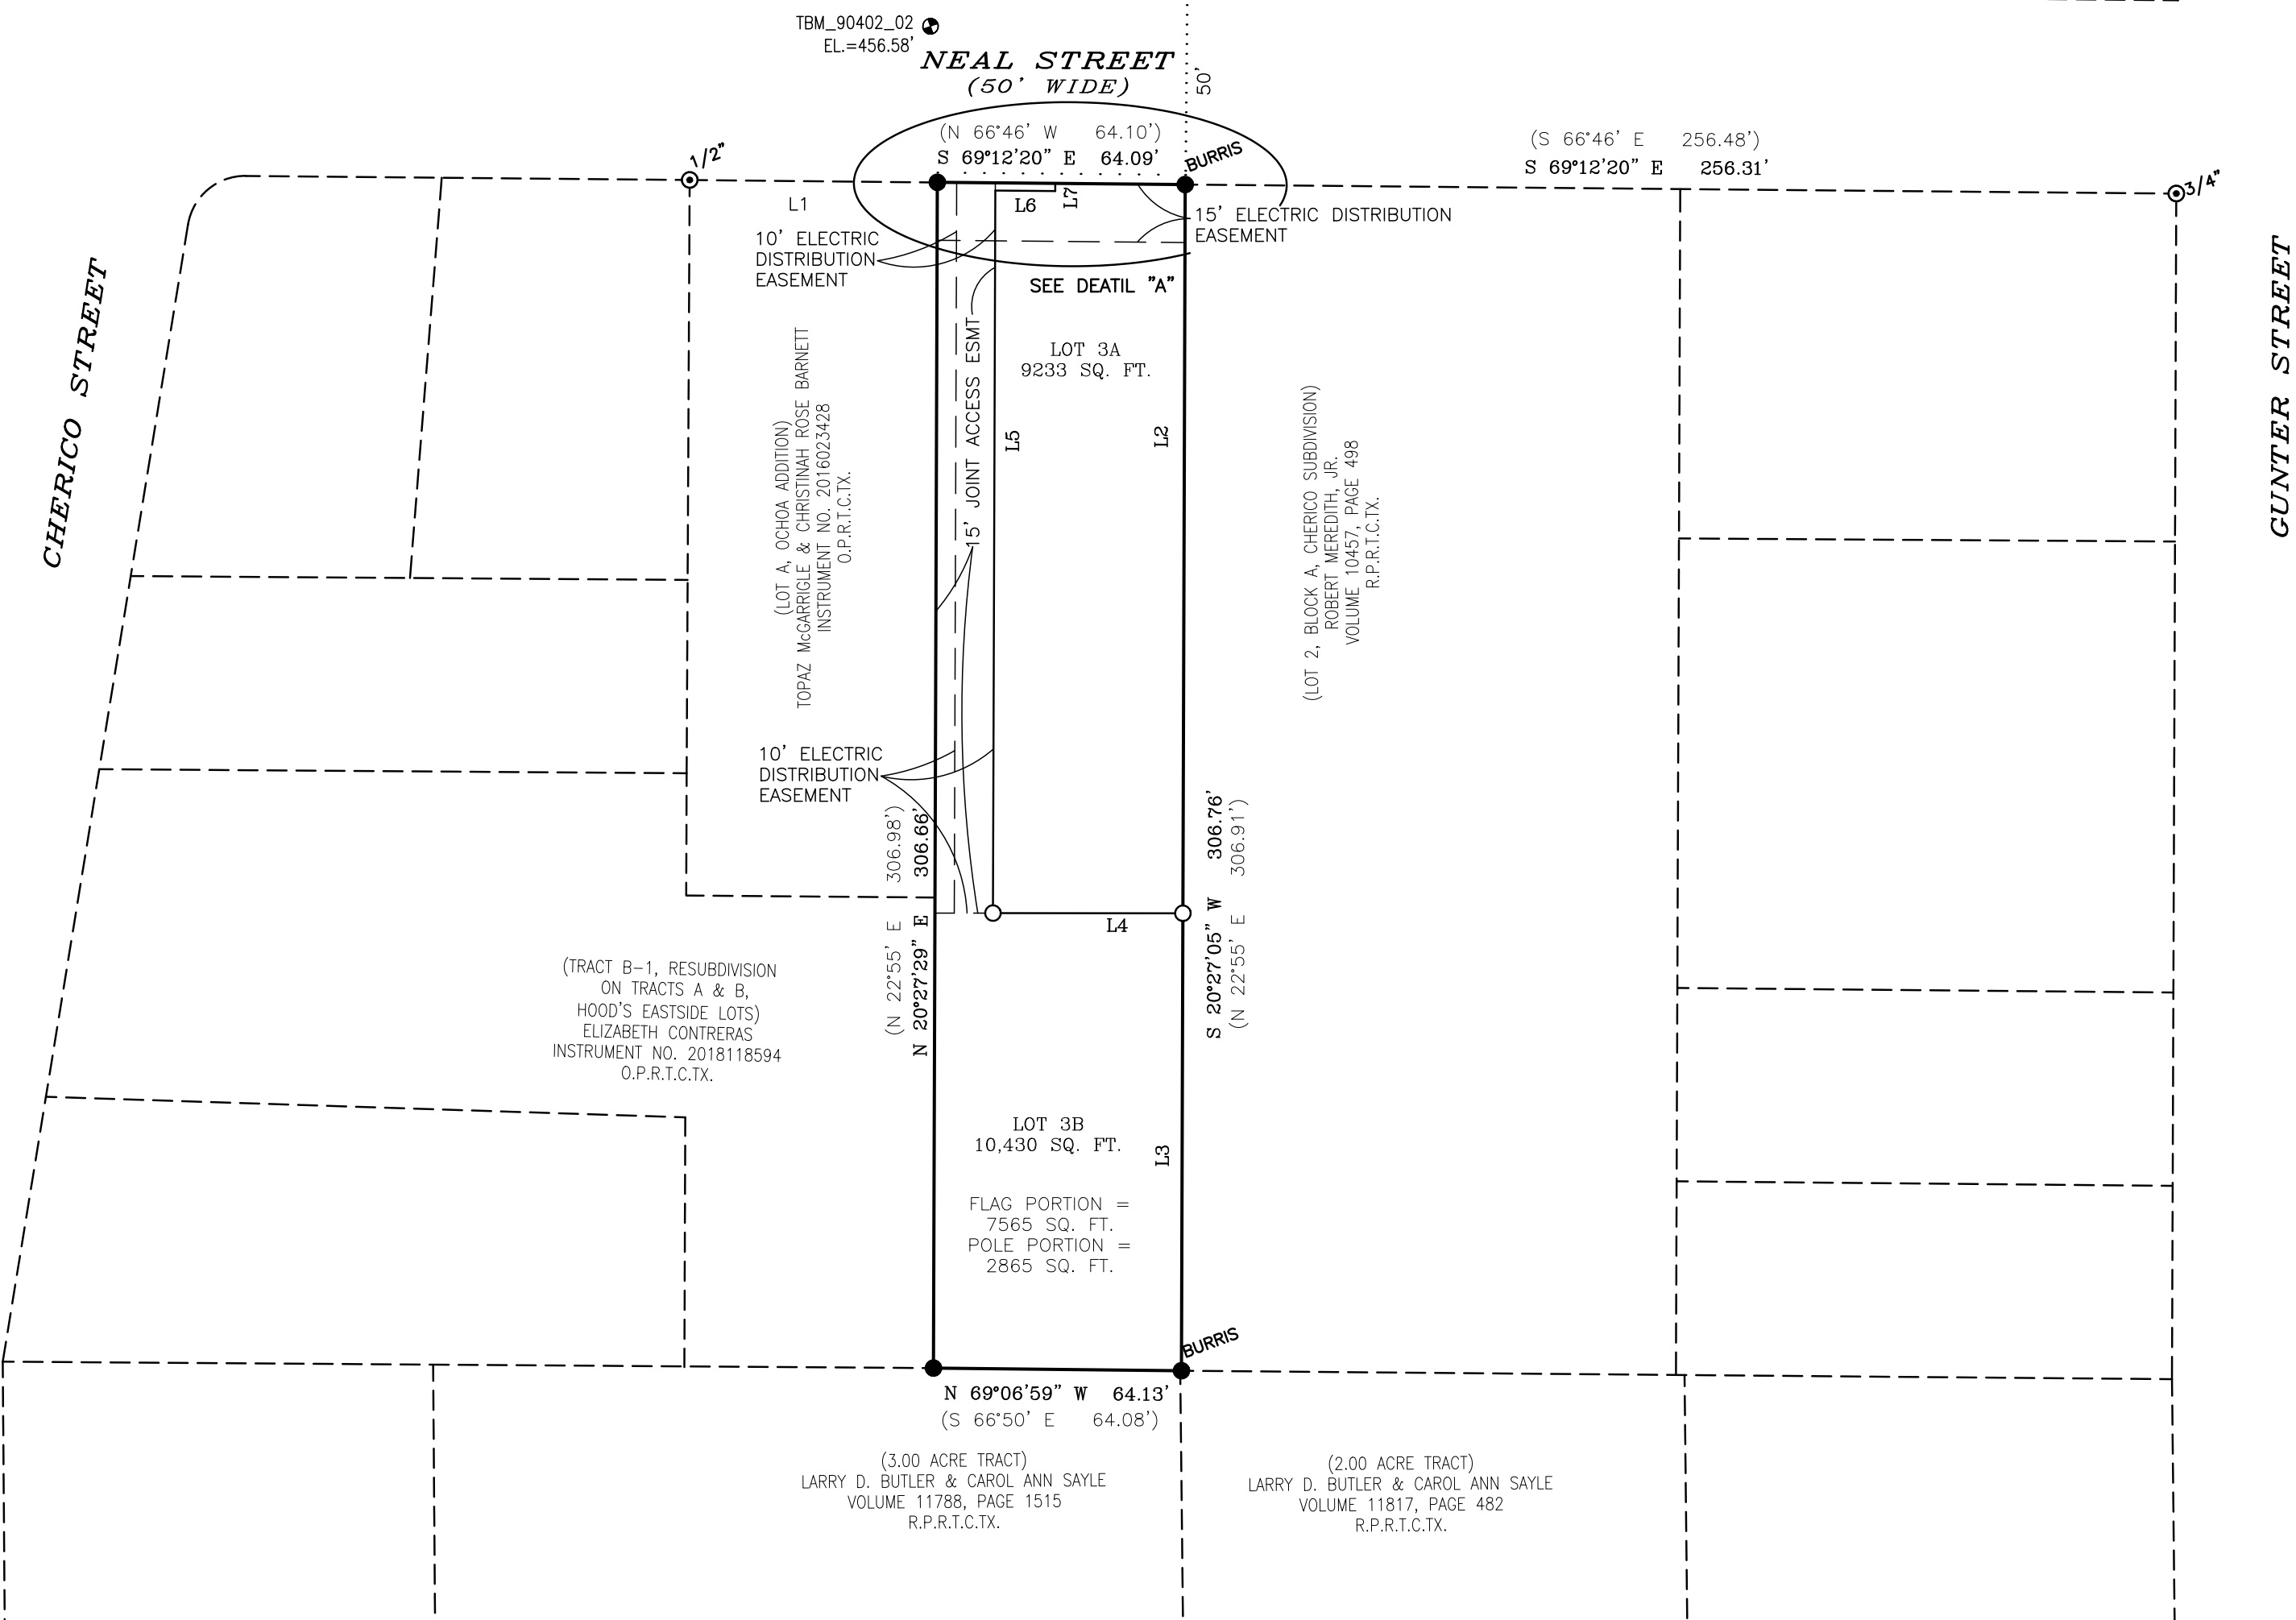 TBM_90402_02
EL.=456.58'
NEAL STREET
(50' WIDE)
50'
(N 66°46' W 64.10')
S 69°12'20" E 64.09'
BURRIS
(S 66°46' E 256.48')
S 69°12'20" E 256.31'
1/2"
3/4"
L1
L6
L7
10' ELECTRIC
DISTRIBUTION
EASEMENT
15' ELECTRIC DISTRIBUTION
EASEMENT
SEE DEATIL "A"
CHERICO STREET
GUNTER STREET
LOT 3A
9233 SQ. FT.
15' JOINT ACCESS ESMT
L5
L2
(LOT A, OCHOA ADDITION)
TOPAZ McGARRIGLE & CHRISTINAH ROSE BARNETT
INSTRUMENT NO. 2016023428
O.P.R.T.C.TX.
(LOT 2, BLOCK A, CHERICO SUBDIVISION)
ROBERT MEREDITH, JR.
VOLUME 10457, PAGE 498
R.P.R.T.C.TX.
10' ELECTRIC
DISTRIBUTION
EASEMENT
(N 22°55' E 306.98')
N 20°27'29" E 306.66'
S 20°27'05" W 306.76'
(N 22°55' E 306.91')
L4
(TRACT B-1, RESUBDIVISION
ON TRACTS A & B,
HOOD'S EASTSIDE LOTS)
ELIZABETH CONTRERAS
INSTRUMENT NO. 2018118594
O.P.R.T.C.TX.
LOT 3B
10,430 SQ. FT.
L3
FLAG PORTION =
7565 SQ. FT.
POLE PORTION =
2865 SQ. FT.
BURRIS
N 69°06'59" W 64.13'
(S 66°50' E 64.08')
(3.00 ACRE TRACT)
LARRY D. BUTLER & CAROL ANN SAYLE
VOLUME 11788, PAGE 1515
R.P.R.T.C.TX.
(2.00 ACRE TRACT)
LARRY D. BUTLER & CAROL ANN SAYLE
VOLUME 11817, PAGE 482
R.P.R.T.C.TX.